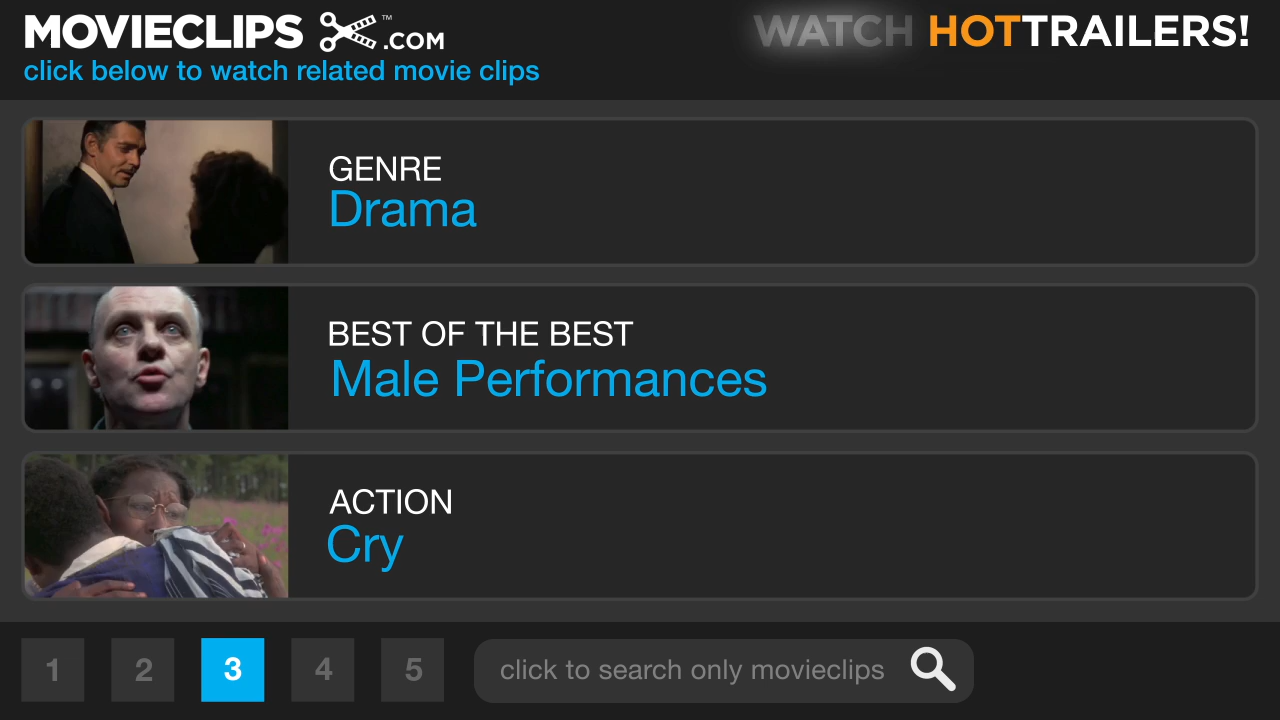 MOVIECLIPS ™ .COM
WATCH HOTTRAILERS!
click below to watch related movie clips
GENRE
Drama
BEST OF THE BEST
Male Performances
ACTION
Cry
1 2 3 4 5
click to search only movieclips